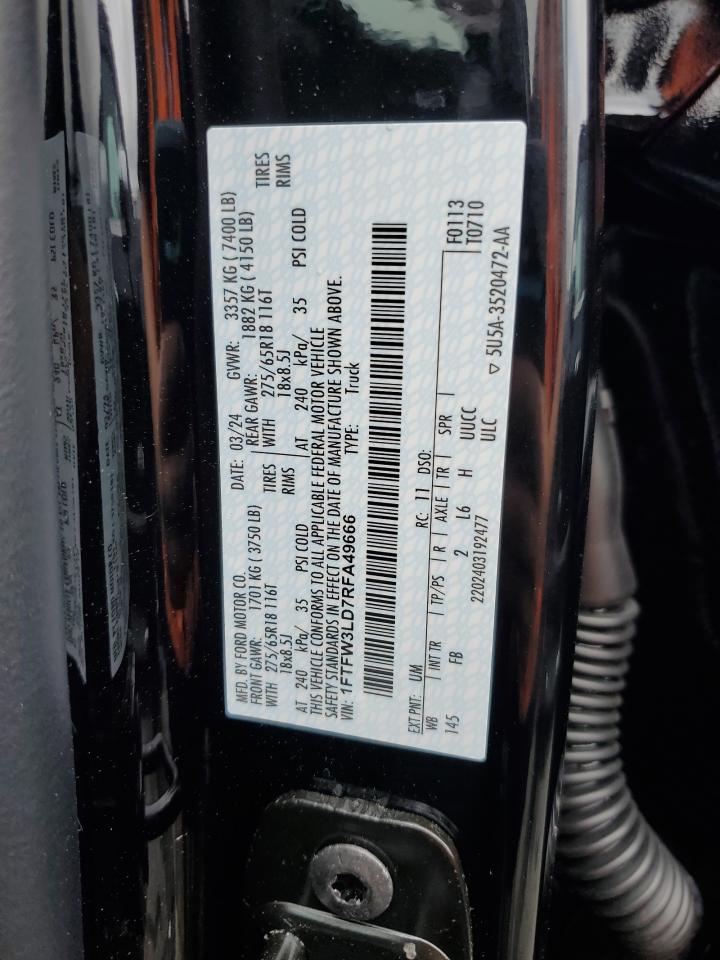 MFD. BY FORD MOTOR CO. DATE: 03/24 GVWR: 3357 KG ( 7400 LB)
FRONT GAWR: 1701 KG ( 3750 LB) REAR GAWR: 1882 KG ( 4150 LB)
WITH 275/65R18 116T TIRES WITH 275/65R18 116T TIRES
18x8.5J RIMS 18x8.5J RIMS
AT 240 kPa/ 35 PSI COLD AT 240 kPa/ 35 PSI COLD
THIS VEHICLE CONFORMS TO ALL APPLICABLE FEDERAL MOTOR VEHICLE
SAFETY STANDARDS IN EFFECT ON THE DATE OF MANUFACTURE SHOWN ABOVE.
VIN: 1FTFW3LD7RFA49666 TYPE: Truck
EXT PNT: UM RC: 11 DSO: F0113
WB INT TR TP/PS R AXLE TR SPR T0710
145 FB 2 L6 H UUCC
2202403192477 ULC ▽ 5U5A-3520472-AA